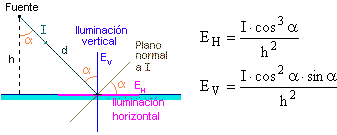 Fuente
α
I
d
h
Iluminación
vertical
E_V
α
Plano
normal
a I
α
E_H
Iluminación
horizontal
E_H = I · cos³ α / h²
E_V = I · cos² α · sin α / h²